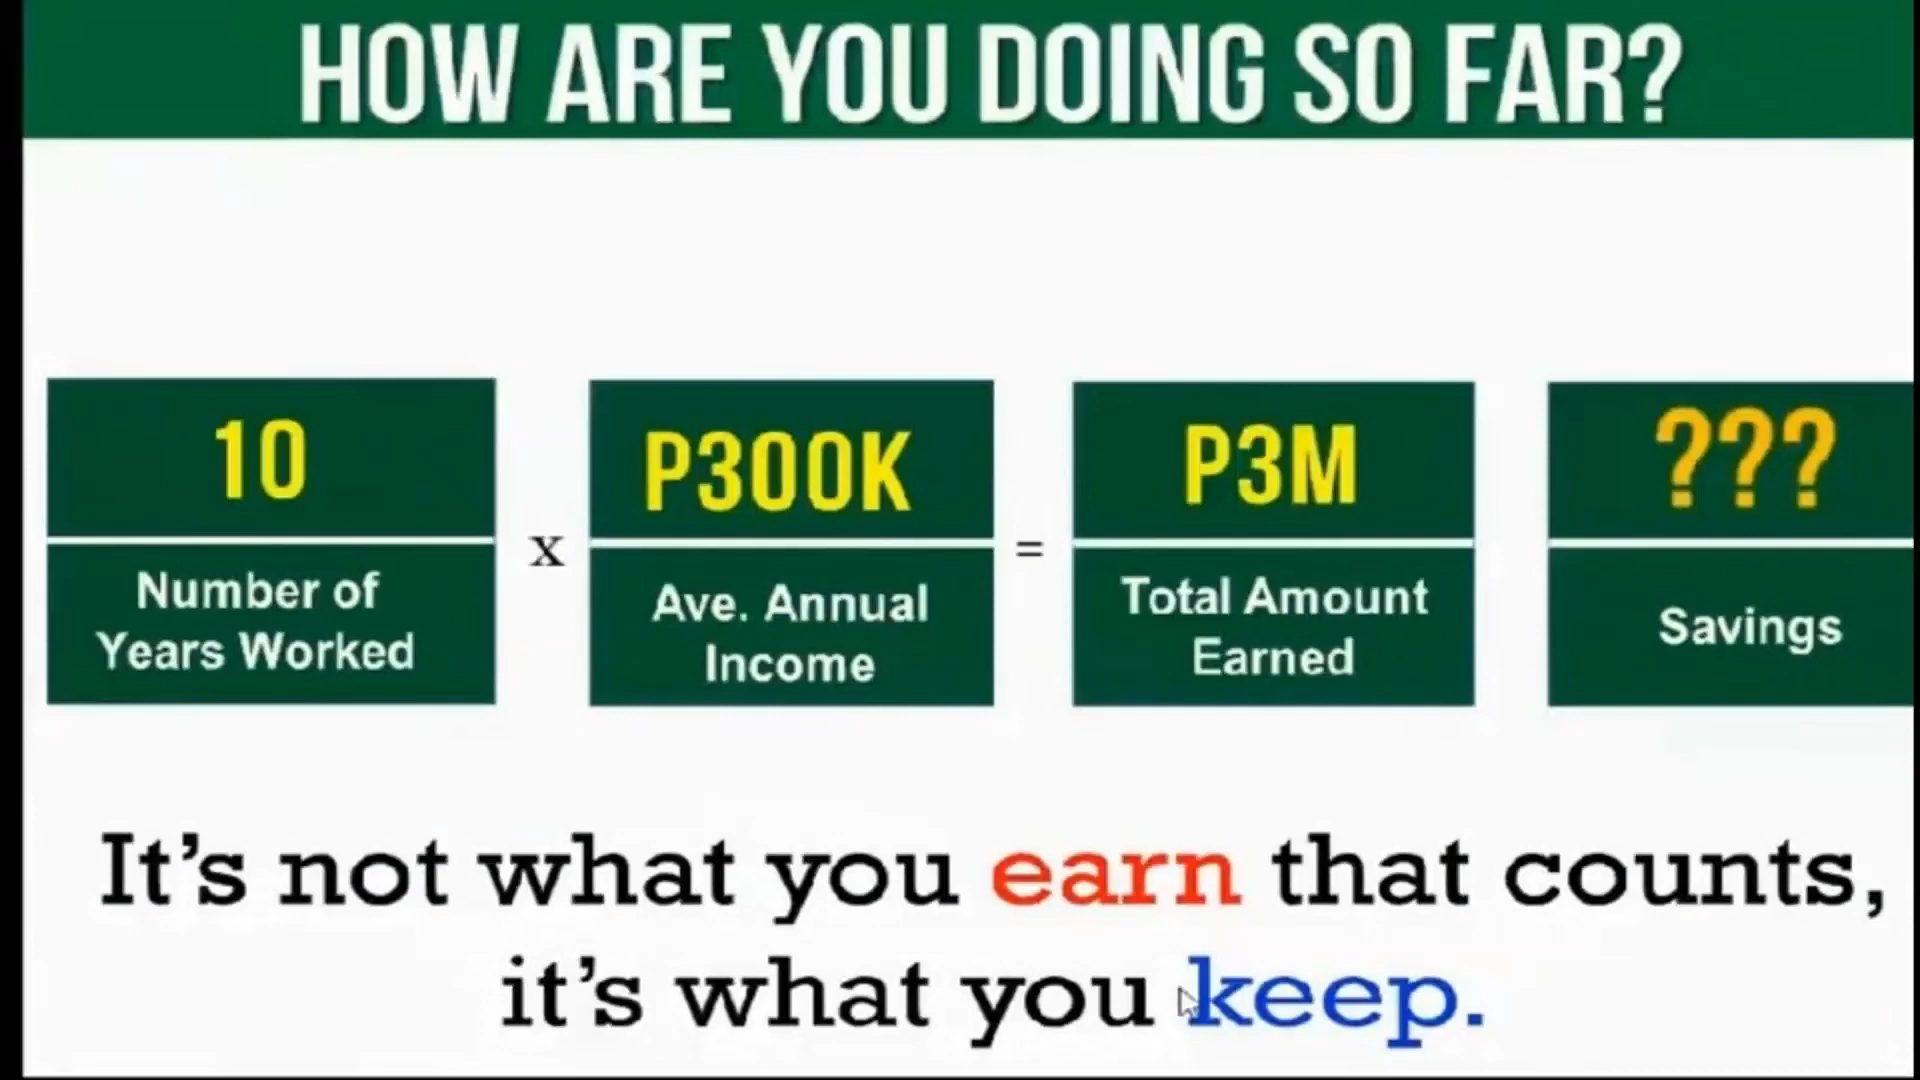 HOW ARE YOU DOING SO FAR?
10
Number of
Years Worked
x
P300K
Ave. Annual
Income
=
P3M
Total Amount
Earned
???
Savings
It's not what you earn that counts,
it's what you keep.